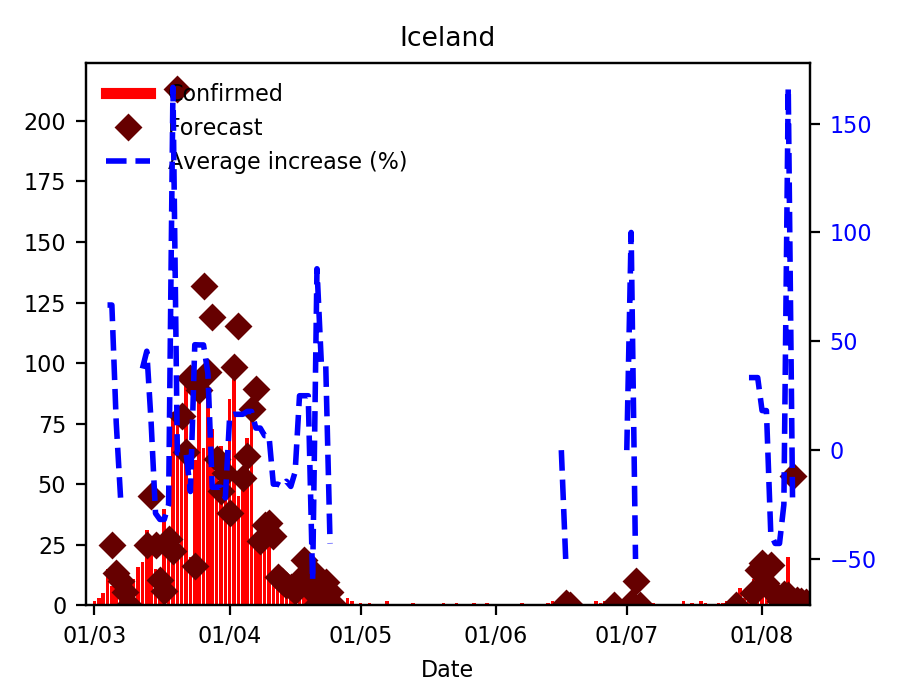 Iceland
Confirmed
Forecast
Average increase (%)
200
175
150
125
100
75
50
25
0
150
100
50
0
−50
01/03 01/04 01/05 01/06 01/07 01/08
Date